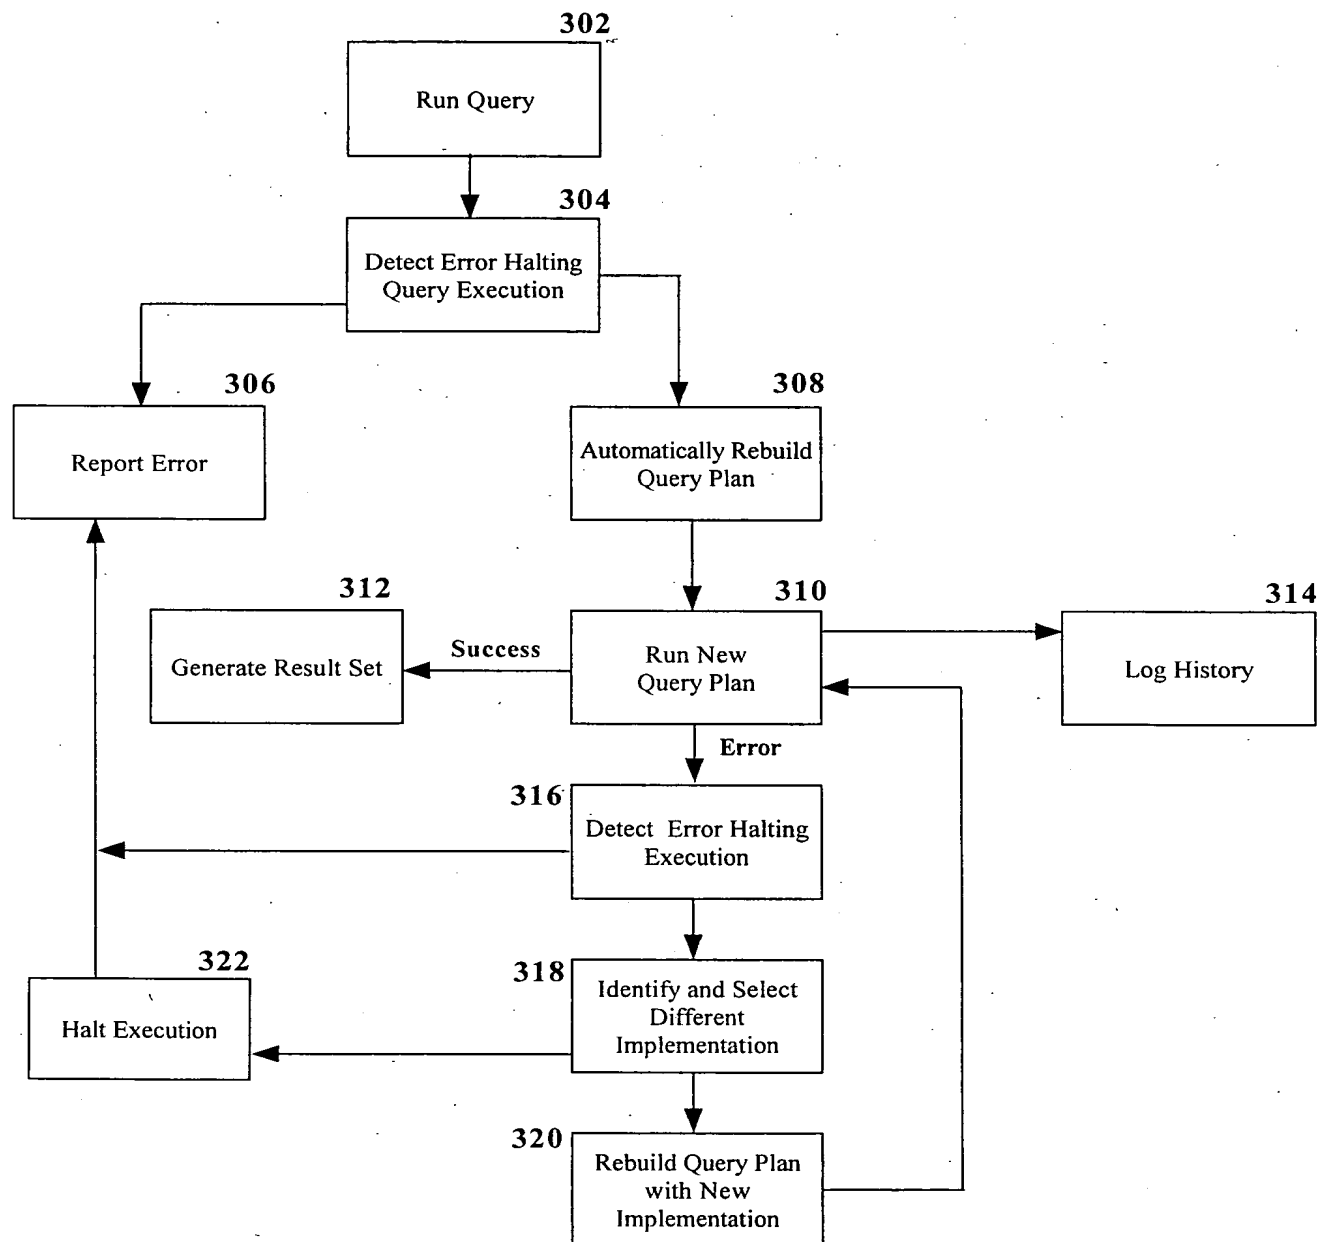 302
Run Query
304
Detect Error Halting
Query Execution
306
Report Error
308
Automatically Rebuild
Query Plan
312
Generate Result Set
Success
310
Run New
Query Plan
314
Log History
Error
316
Detect Error Halting
Execution
322
Halt Execution
318
Identify and Select
Different
Implementation
320
Rebuild Query Plan
with New
Implementation